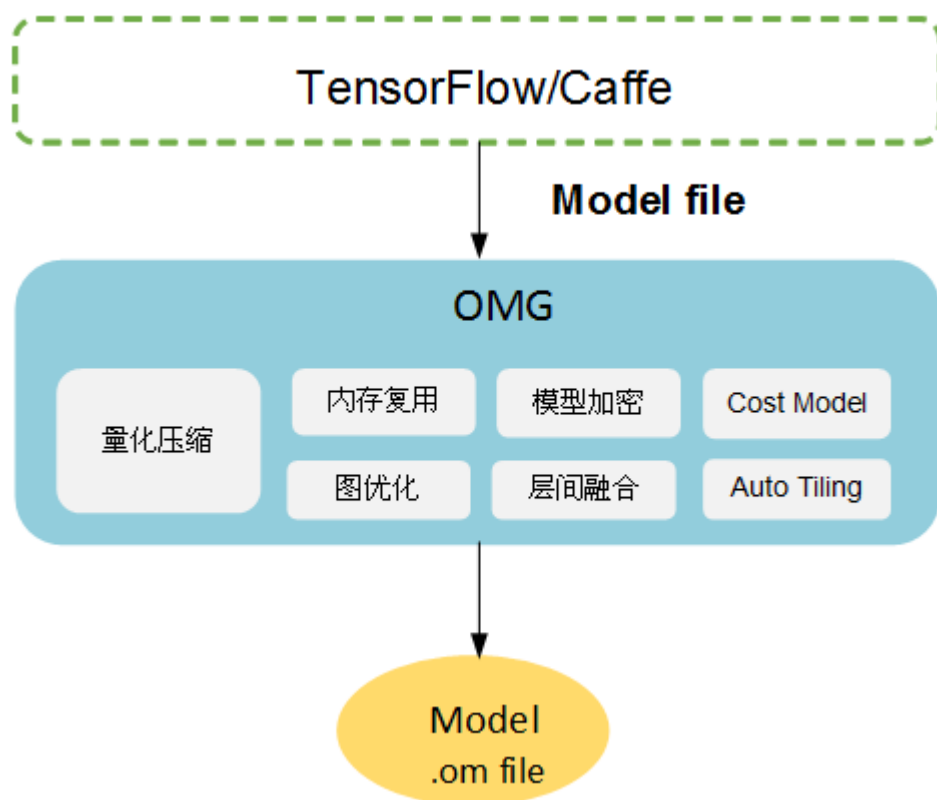 TensorFlow/Caffe
Model file
OMG
量化压缩
内存复用
模型加密
Cost Model
图优化
层间融合
Auto Tiling
Model
.om file